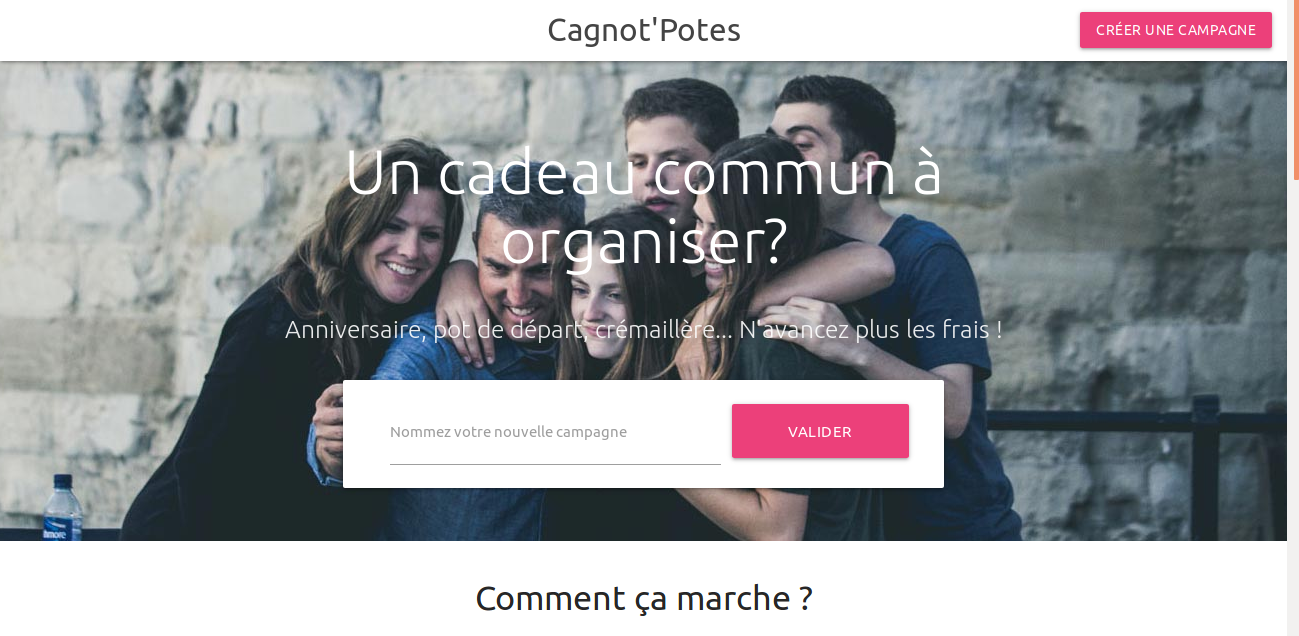 Cagnot'Potes
CRÉER UNE CAMPAGNE
Un cadeau commun à
organiser?
Anniversaire, pot de départ, crémaillère... N'avancez plus les frais !
Nommez votre nouvelle campagne
VALIDER
Comment ça marche ?